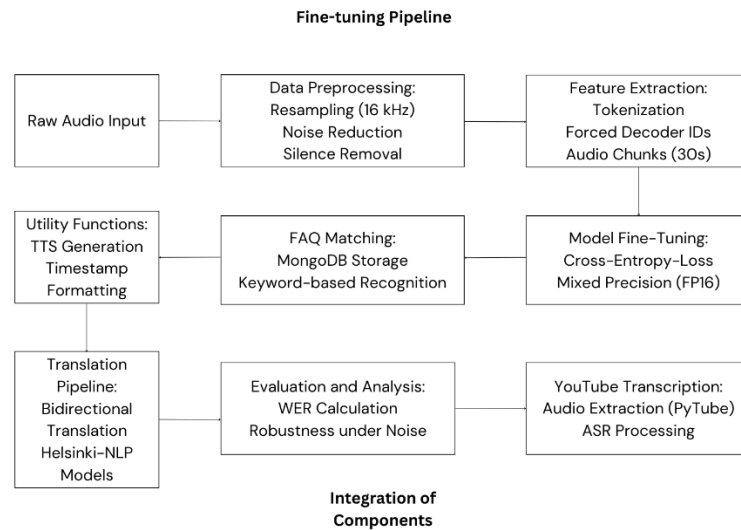 Fine-tuning Pipeline
Raw Audio Input
Data Preprocessing:
Resampling (16 kHz)
Noise Reduction
Silence Removal
Feature Extraction:
Tokenization
Forced Decoder IDs
Audio Chunks (30s)
Model Fine-Tuning:
Cross-Entropy-Loss
Mixed Precision (FP16)
FAQ Matching:
MongoDB Storage
Keyword-based Recognition
Utility Functions:
TTS Generation
Timestamp
Formatting
Translation
Pipeline:
Bidirectional
Translation
Helsinki-NLP
Models
Evaluation and Analysis:
WER Calculation
Robustness under Noise
YouTube Transcription:
Audio Extraction (PyTube)
ASR Processing
Integration of
Components